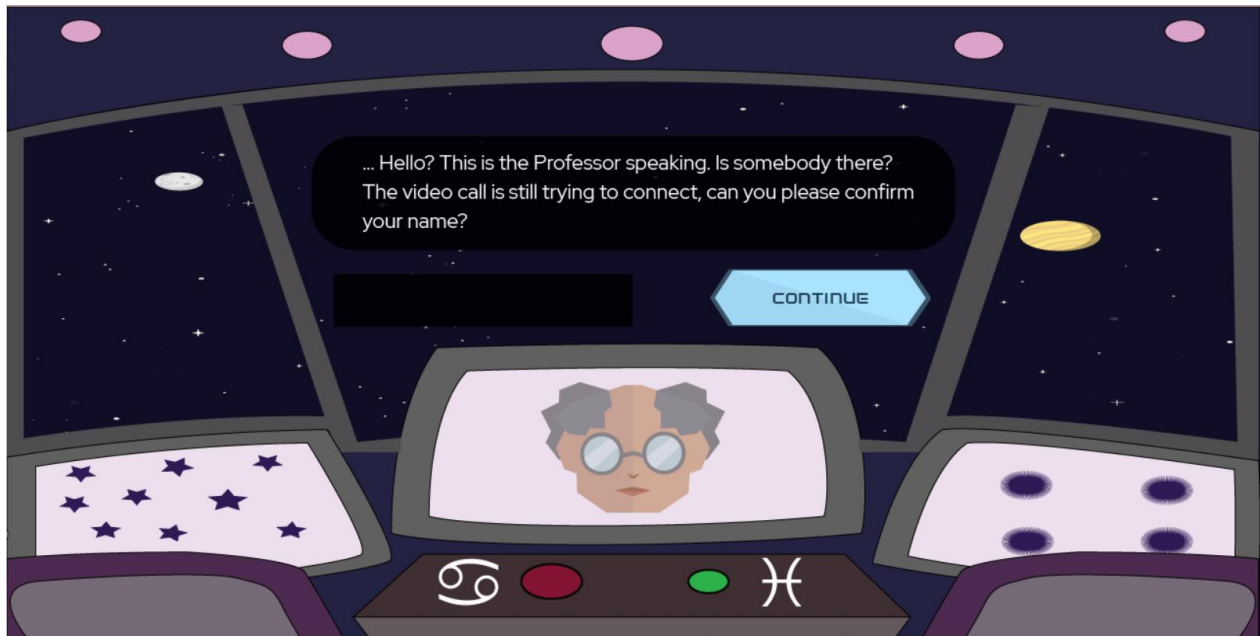 ... Hello? This is the Professor speaking. Is somebody there?
The video call is still trying to connect, can you please confirm
your name?
CONTINUE
♋ ♓